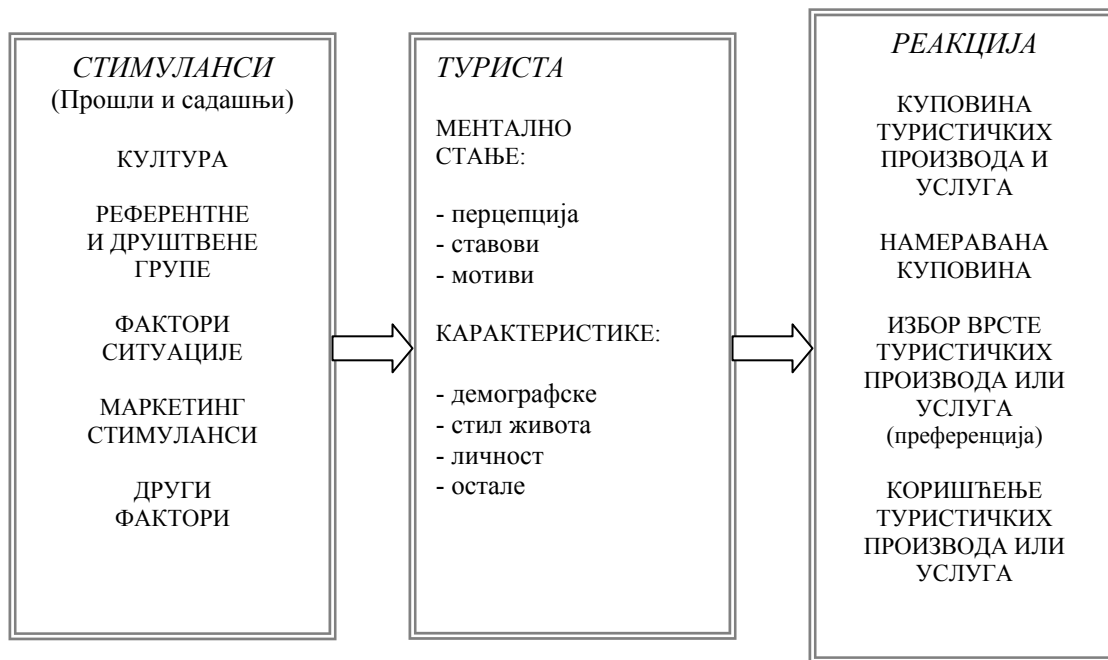 СТИМУЛАНСИ
(Прошли и садашњи)
КУЛТУРА
РЕФЕРЕНТНЕ
И ДРУШТВЕНЕ
ГРУПЕ
ФАКТОРИ
СИТУАЦИЈЕ
МАРКЕТИНГ
СТИМУЛАНСИ
ДРУГИ
ФАКТОРИ
ТУРИСТА
МЕНТАЛНО
СТАЊЕ:
- перцепција
- ставови
- мотиви
КАРАКТЕРИСТИКЕ:
- демографске
- стил живота
- личност
- остале
РЕАКЦИЈА
КУПОВИНА
ТУРИСТИЧКИХ
ПРОИЗВОДА И
УСЛУГА
НАМЕРАВАНА
КУПОВИНА
ИЗБОР ВРСТЕ
ТУРИСТИЧКИХ
ПРОИЗВОДА ИЛИ
УСЛУГА
(преференција)
КОРИШЋЕЊЕ
ТУРИСТИЧКИХ
ПРОИЗВОДА ИЛИ
УСЛУГА